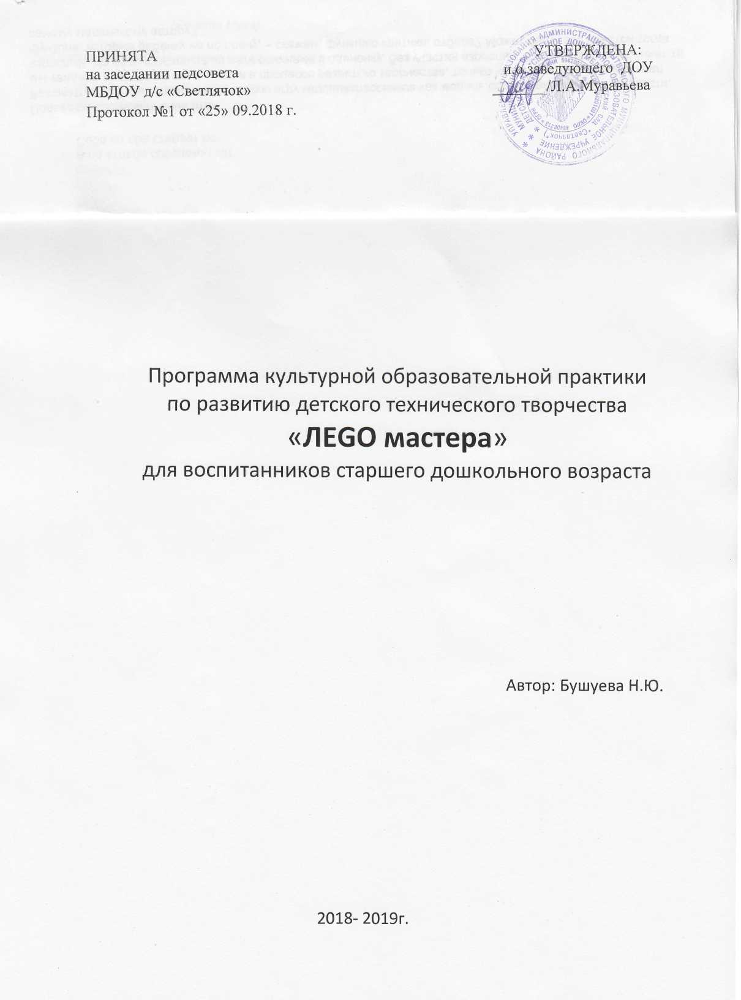 ПРИНЯТА
на заседании педсовета
МБДОУ д/с «Светлячок»
Протокол №1 от «25» 09.2018 г.
УТВЕРЖДЕНА:
и.о.заведующего ДОУ
/Л.А.Муравьева
Программа культурной образовательной практики
по развитию детского технического творчества
«ЛЕGO мастера»
для воспитанников старшего дошкольного возраста
Автор: Бушуева Н.Ю.
2018- 2019г.